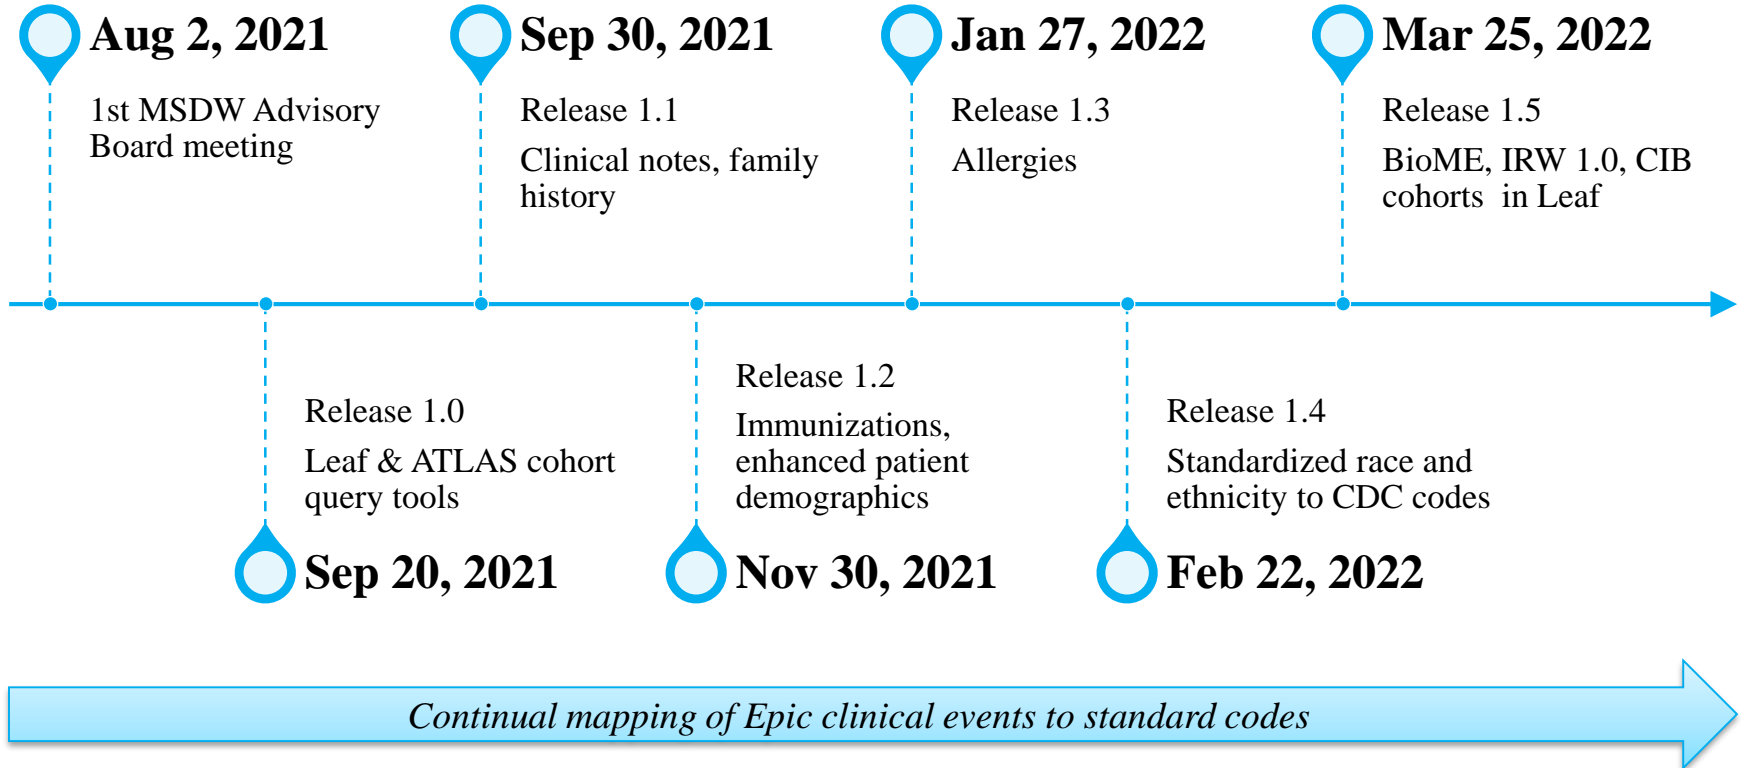 Aug 2, 2021
1st MSDW Advisory
Board meeting
Sep 30, 2021
Release 1.1
Clinical notes, family
history
Jan 27, 2022
Release 1.3
Allergies
Mar 25, 2022
Release 1.5
BioME, IRW 1.0, CIB
cohorts  in Leaf
Release 1.0
Leaf & ATLAS cohort
query tools
Sep 20, 2021
Release 1.2
Immunizations,
enhanced patient
demographics
Nov 30, 2021
Release 1.4
Standardized race and
ethnicity to CDC codes
Feb 22, 2022
Continual mapping of Epic clinical events to standard codes